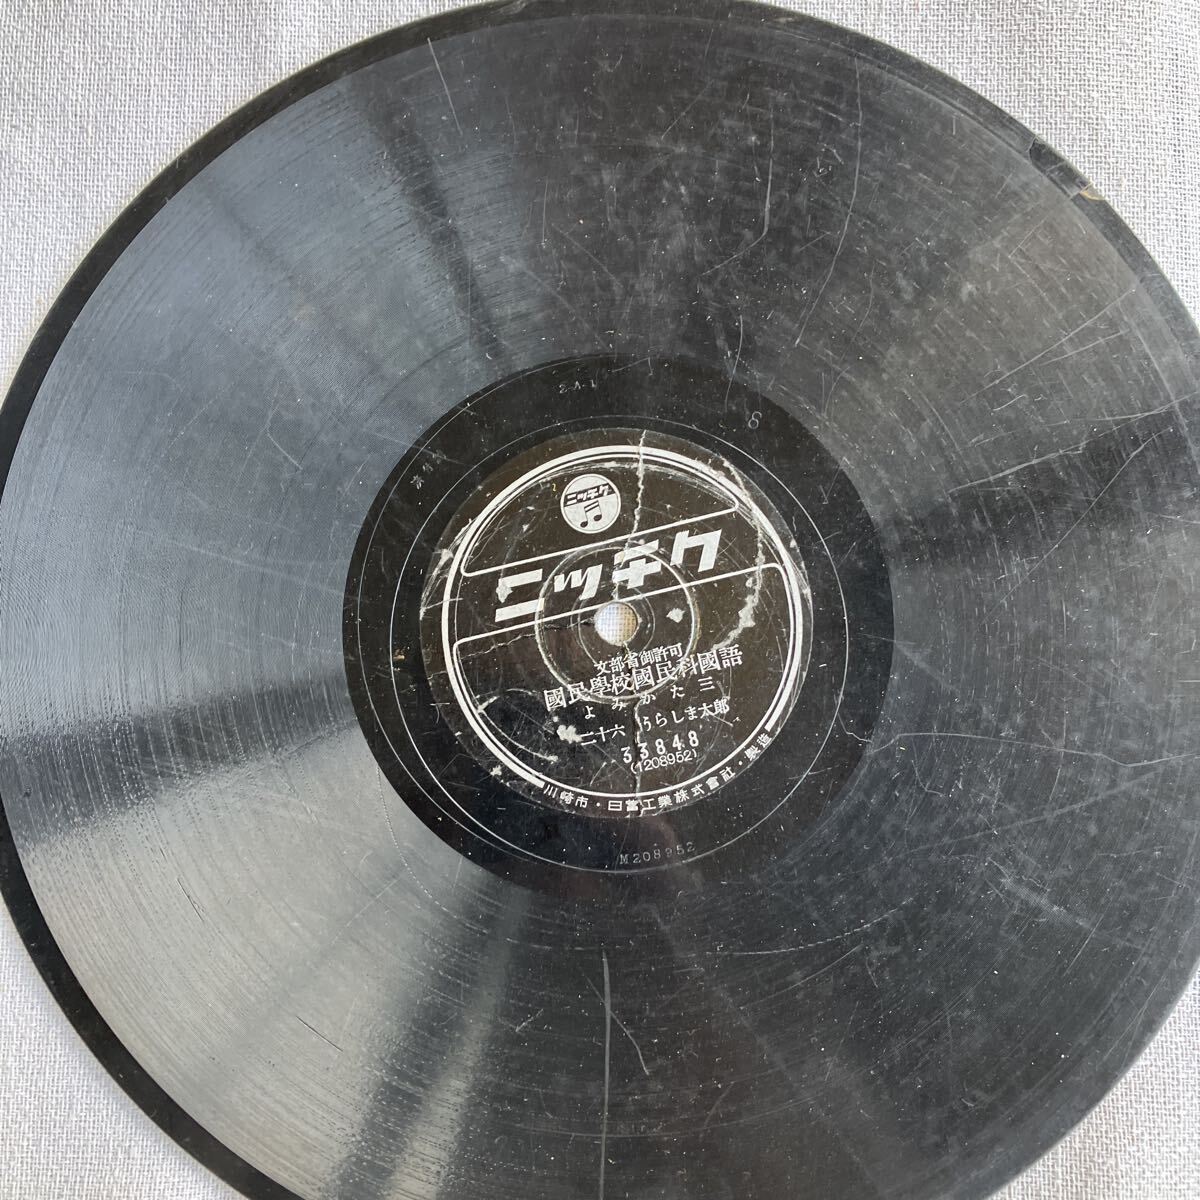 ニッチク
ニッチク
文部省御許可
國民學校國民科國語
よみかた三
二十六 うらしま太郎
33848
(1208952)
川崎市・日蓄工業株式會社・製造
M208952